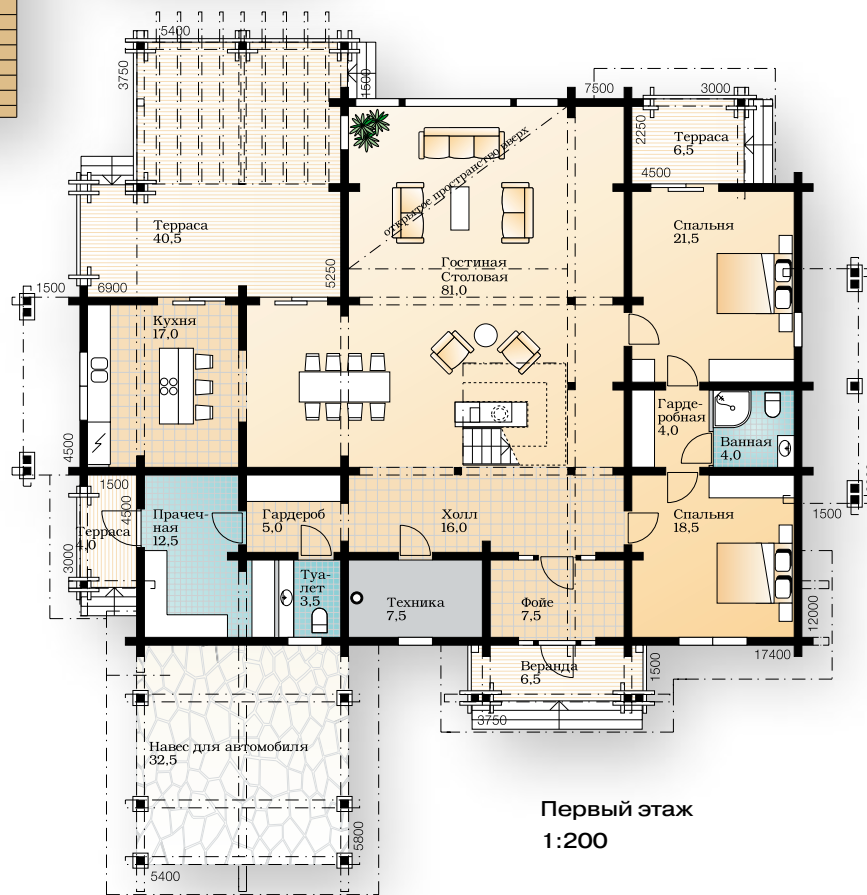 5400
3750
1500
7500
3000
2250
Терраса
6,5
4500
открытое пространство вверх
Терраса
40,5
Спальня
21,5
5250
Гостиная
Столовая
81,0
1500
6900
Кухня
17,0
Гарде-
робная
4,0
Ванная
4,0
4500
1500
4500
Терраса
4,0
3000
Прачеч-
ная
12,5
Гардероб
5,0
Холл
16,0
Спальня
18,5
1500
Туа-
лет
3,5
Техника
7,5
Фойе
7,5
12000
17400
Веранда
6,5
1500
3750
Навес для автомобиля
32,5
5800
5400
Первый этаж
1:200